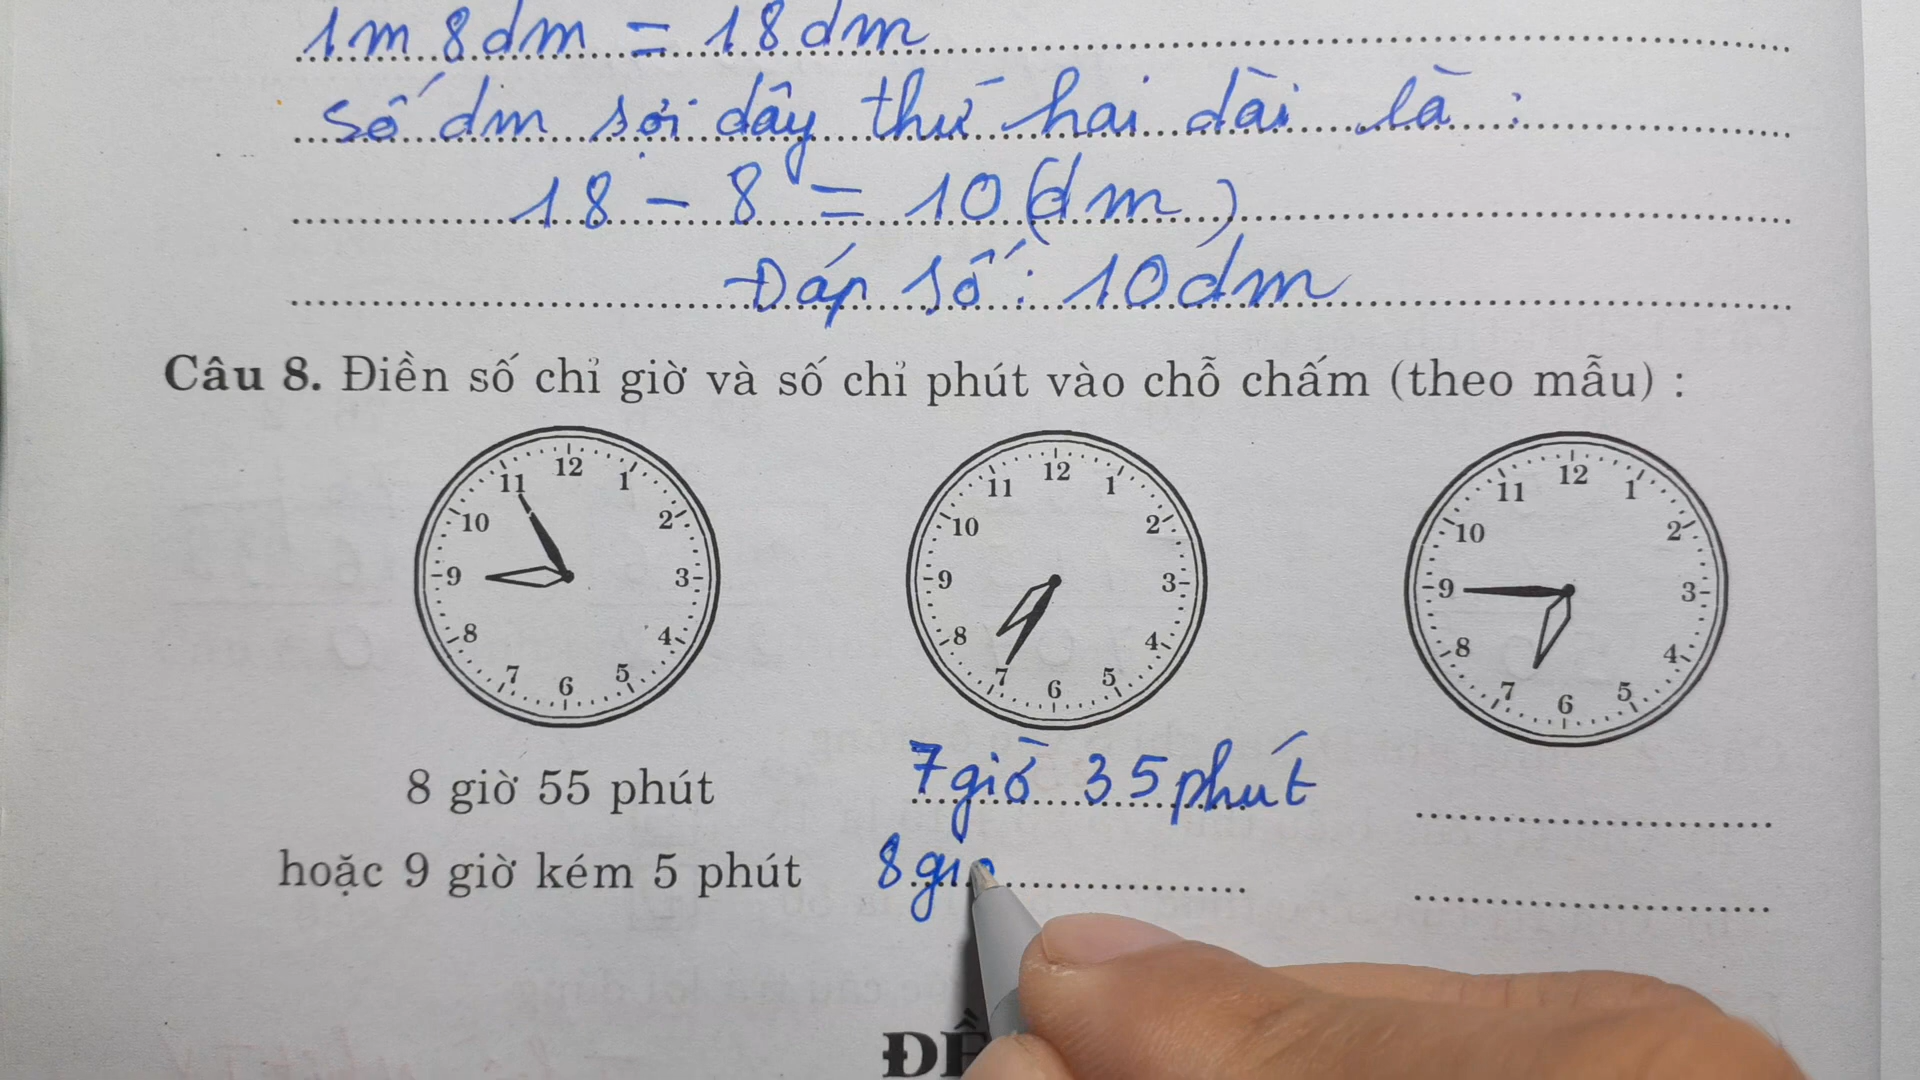 1m 8dm = 18dm
Số dm sợi dây thứ hai dài là :
18 - 8 = 10 (dm)
Đáp số : 10dm
Câu 8. Điền số chỉ giờ và số chỉ phút vào chỗ chấm (theo mẫu) :
12 1 2 3 4 5 6 7 8 9 10 11
12 1 2 3 4 5 6 7 8 9 10 11
12 1 2 3 4 5 6 7 8 9 10 11
8 giờ 55 phút
7 giờ 35 phút
hoặc 9 giờ kém 5 phút
8 gio
ĐỀ